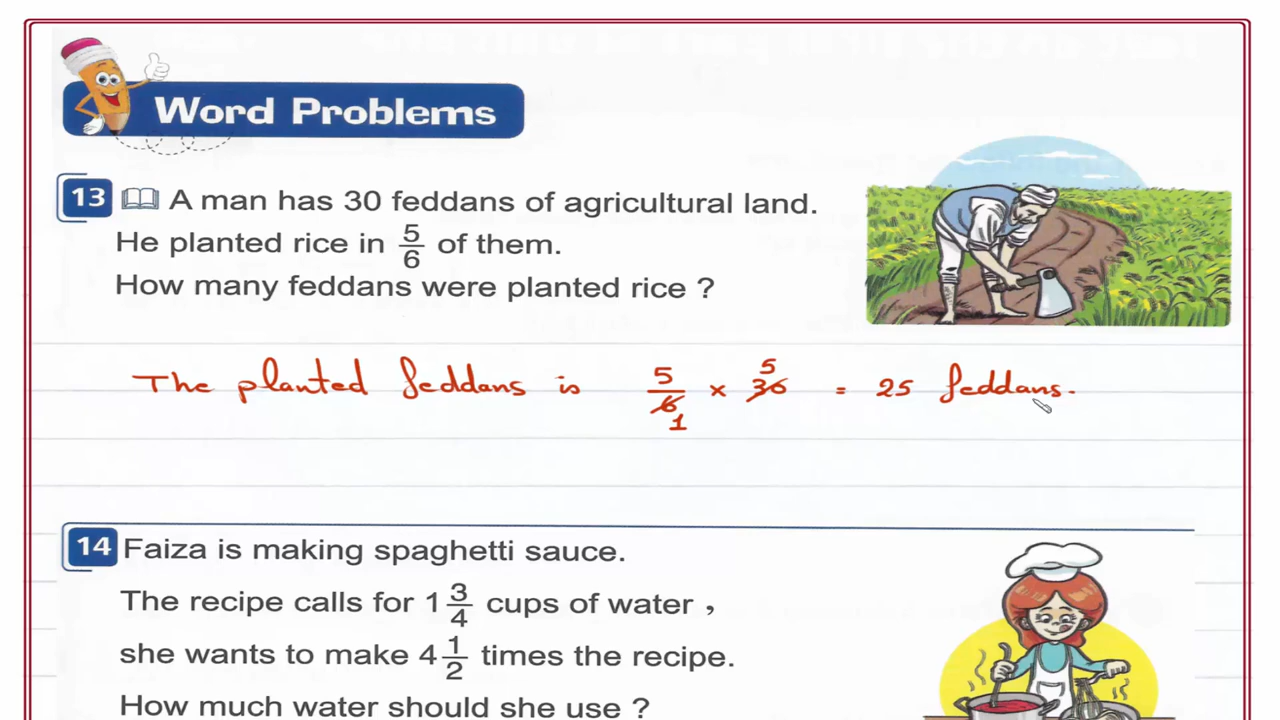 Word Problems
13 A man has 30 feddans of agricultural land.
He planted rice in 5/6 of them.
How many feddans were planted rice ?
The planted feddans is 5/6 × 30 = 25 feddans.
5
1
14 Faiza is making spaghetti sauce.
The recipe calls for 1 3/4 cups of water ,
she wants to make 4 1/2 times the recipe.
How much water should she use ?